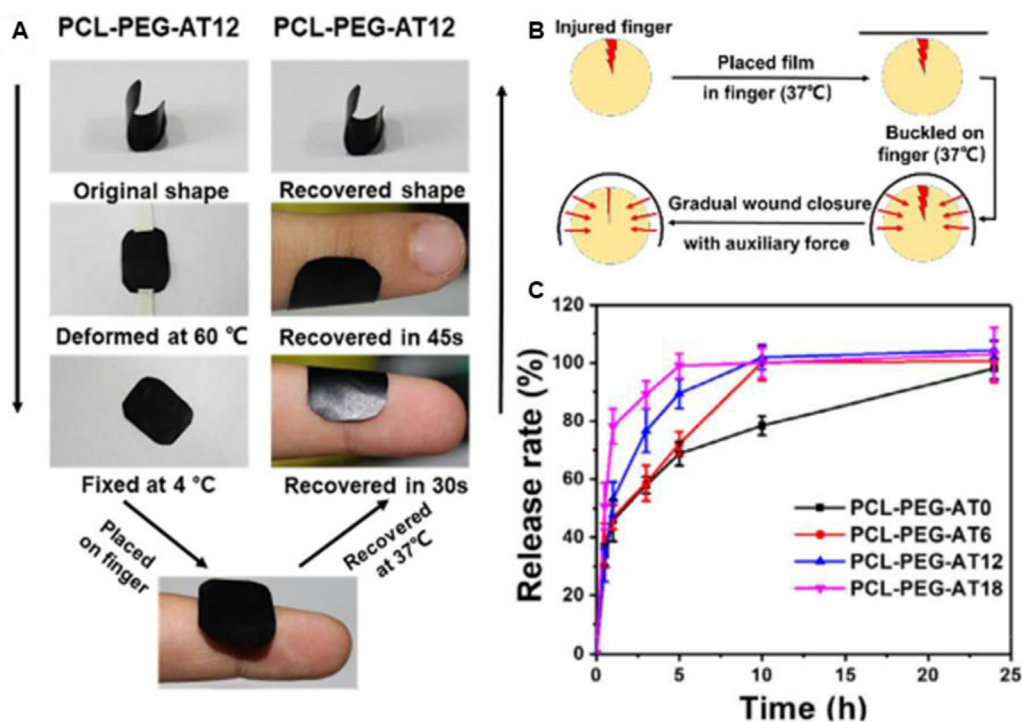 A
PCL-PEG-AT12
PCL-PEG-AT12
Original shape
Recovered shape
Deformed at 60 ℃
Recovered in 45s
Fixed at 4 °C
Recovered in 30s
Placed
on finger
Recovered
at 37℃
B
Injured finger
Placed film
in finger (37℃)
Buckled on
finger (37℃)
Gradual wound closure
with auxiliary force
C
Release rate (%)
120
100
80
60
40
20
0
PCL-PEG-AT0
PCL-PEG-AT6
PCL-PEG-AT12
PCL-PEG-AT18
0
5
10
15
20
25
Time (h)